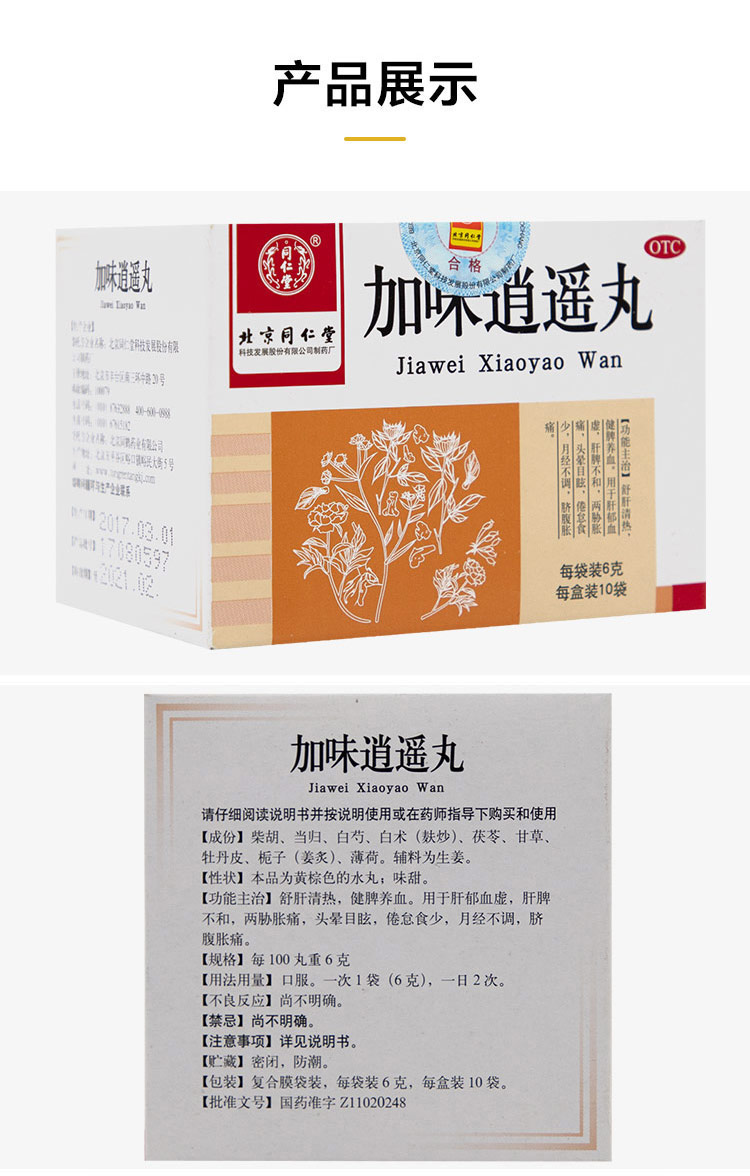 产品展示
加味逍遥丸
Jiawei Xiaoyao Wan
2017.03.01
17080597
2021.02
同仁堂
®
北京同仁堂
科技发展股份有限公司制药厂
北京同仁堂
合格
OTC
加味逍遥丸
Jiawei Xiaoyao Wan
【功能主治】舒肝清热,
健脾养血。用于肝郁血
虚,肝脾不和,两胁胀
痛,头晕目眩,倦怠食
少,月经不调,脐腹胀
痛。
每袋装6克
每盒装10袋
加味逍遥丸
Jiawei Xiaoyao Wan
请仔细阅读说明书并按说明使用或在药师指导下购买和使用
【成份】柴胡、当归、白芍、白术（麸炒）、茯苓、甘草、
牡丹皮、栀子（姜炙）、薄荷。辅料为生姜。
【性状】本品为黄棕色的水丸；味甜。
【功能主治】舒肝清热，健脾养血。用于肝郁血虚，肝脾
不和，两胁胀痛，头晕目眩，倦怠食少，月经不调，脐
腹胀痛。
【规格】每100丸重6克
【用法用量】口服。一次1袋（6克），一日2次。
【不良反应】尚不明确。
【禁忌】尚不明确。
【注意事项】详见说明书。
【贮藏】密闭，防潮。
【包装】复合膜袋装，每袋装6克，每盒装10袋。
【批准文号】国药准字Z11020248